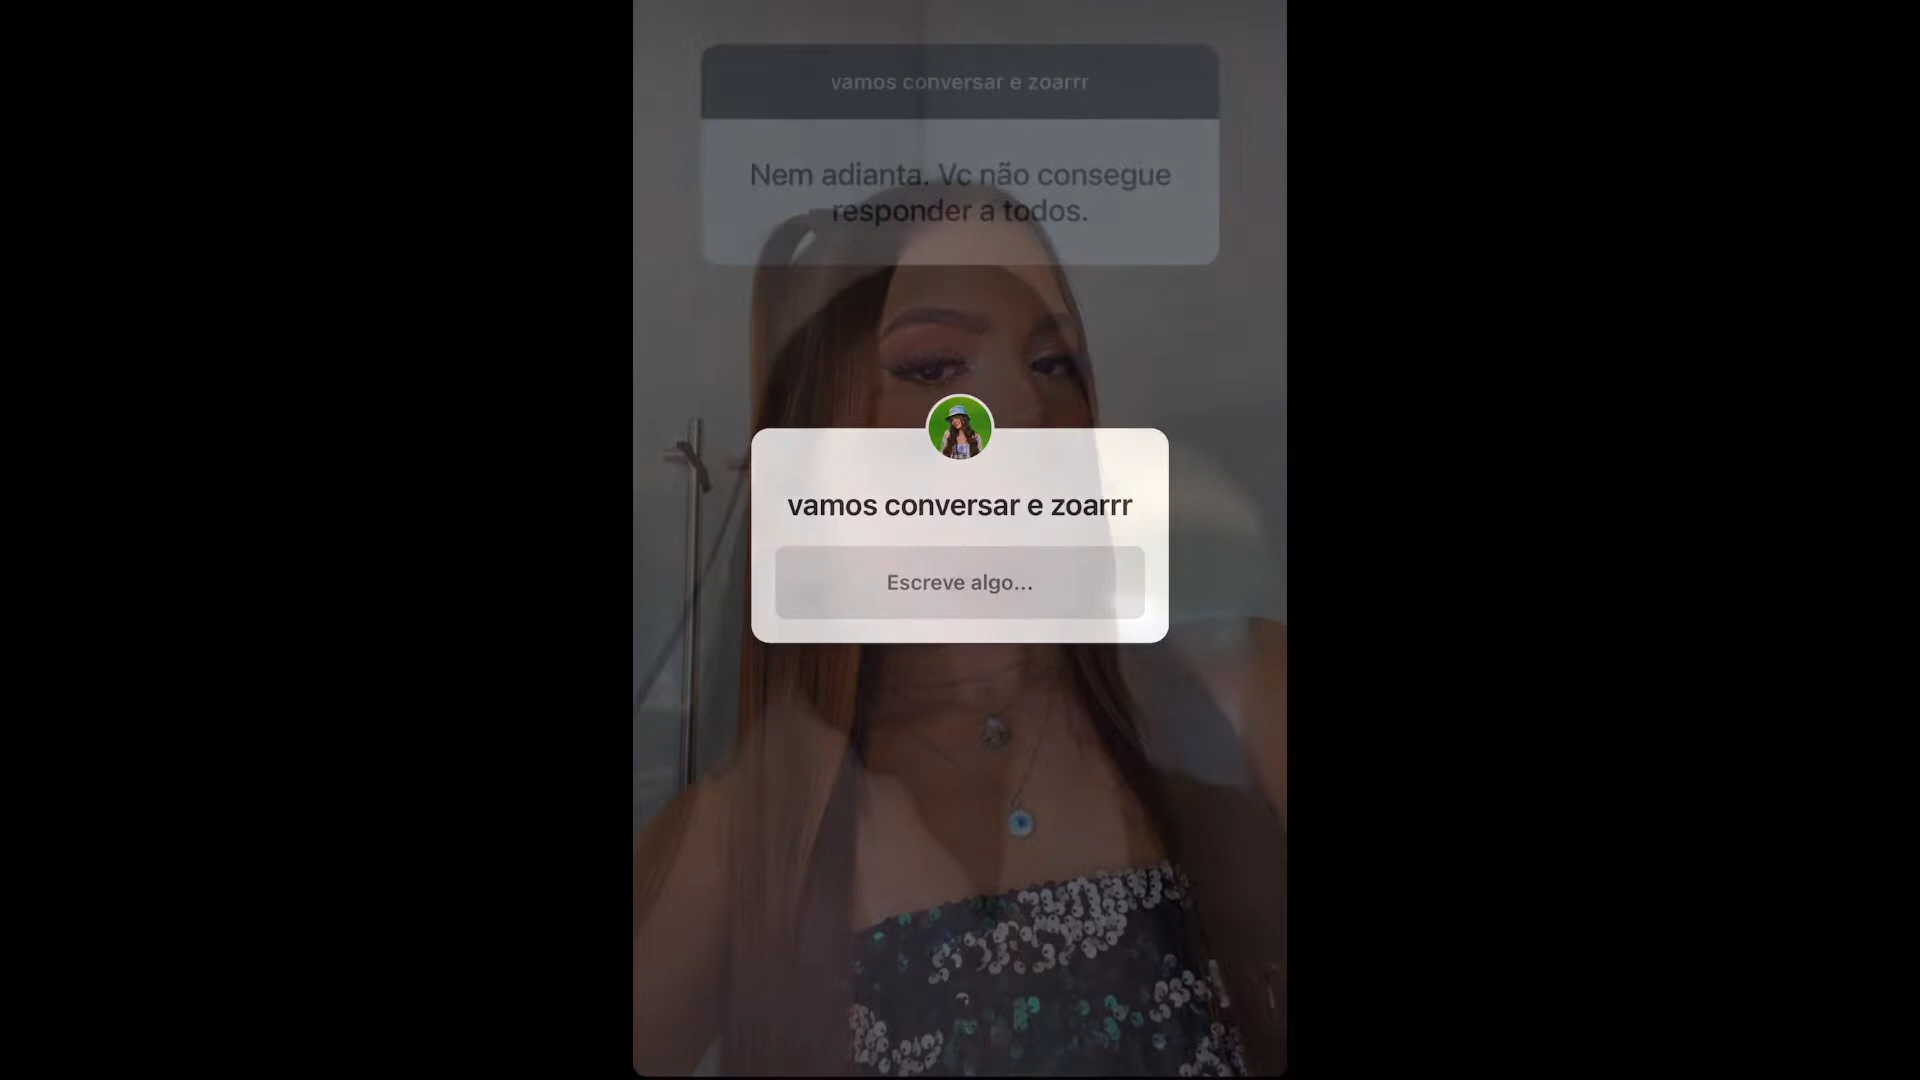 vamos conversar e zoarrr
Nem adianta. Vc não consegue
responder a todos.
vamos conversar e zoarrr
Escreve algo...